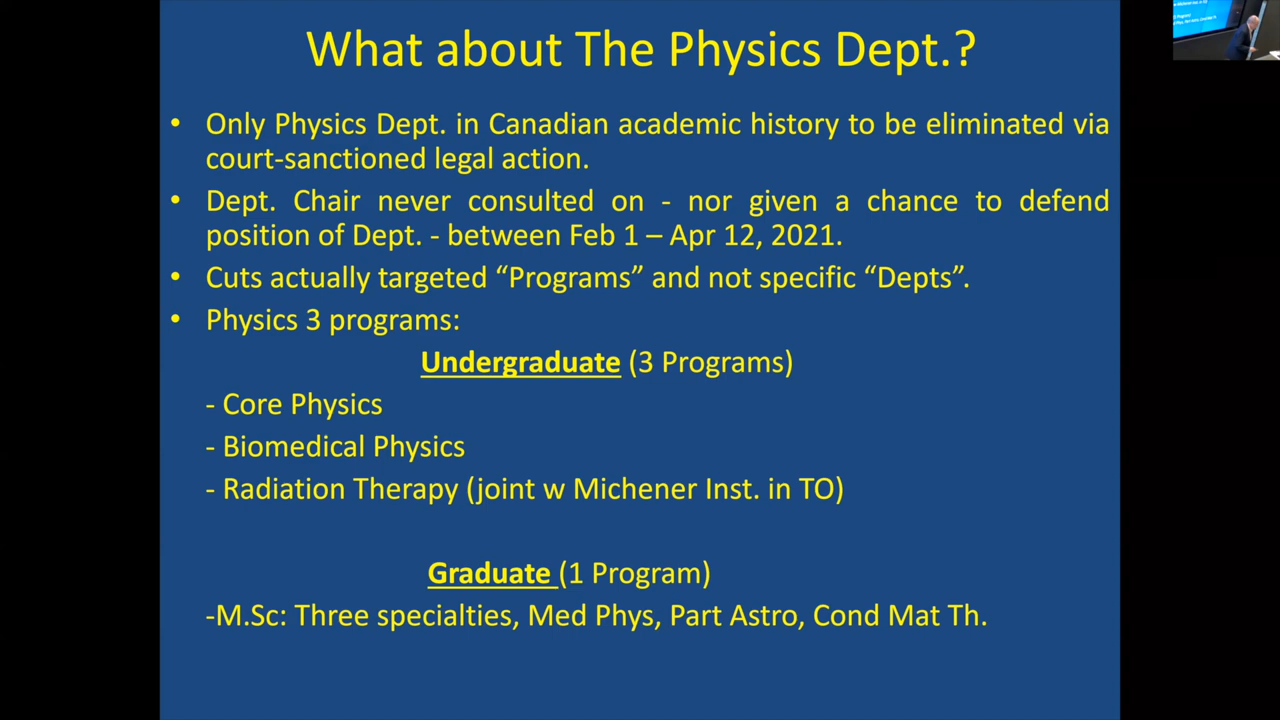 What about The Physics Dept.?
• Only Physics Dept. in Canadian academic history to be eliminated via
court-sanctioned legal action.
• Dept. Chair never consulted on - nor given a chance to defend
position of Dept. - between Feb 1 – Apr 12, 2021.
• Cuts actually targeted “Programs” and not specific “Depts”.
• Physics 3 programs:
Undergraduate (3 Programs)
- Core Physics
- Biomedical Physics
- Radiation Therapy (joint w Michener Inst. in TO)
Graduate (1 Program)
-M.Sc: Three specialties, Med Phys, Part Astro, Cond Mat Th.